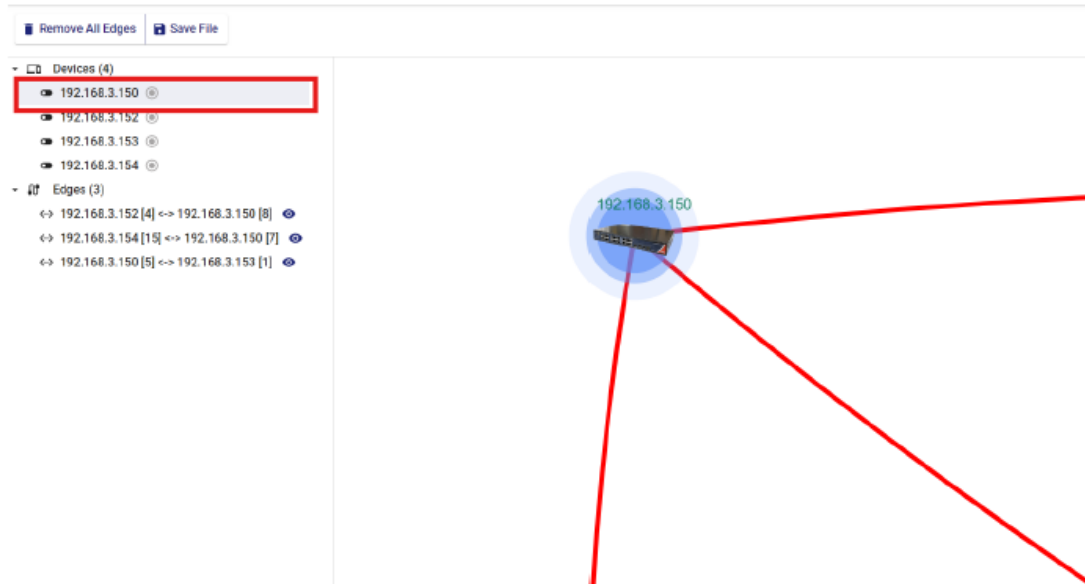 Remove All Edges Save File
Devices (4)
192.168.3.150
192.168.3.152
192.168.3.153
192.168.3.154
Edges (3)
192.168.3.152 [4] <-> 192.168.3.150 [8]
192.168.3.154 [15] <-> 192.168.3.150 [7]
192.168.3.150 [5] <-> 192.168.3.153 [1]
192.168.3.150